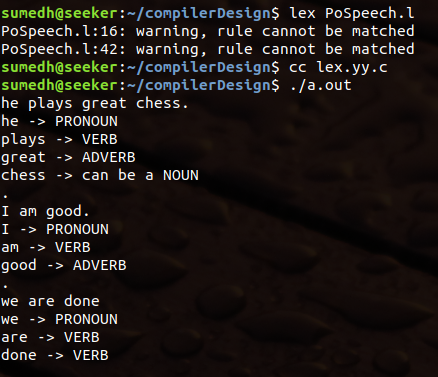 sumedh@seeker:~/compilerDesign$ lex PoSpeech.l
PoSpeech.l:16: warning, rule cannot be matched
PoSpeech.l:42: warning, rule cannot be matched
sumedh@seeker:~/compilerDesign$ cc lex.yy.c
sumedh@seeker:~/compilerDesign$ ./a.out
he plays great chess.
he -> PRONOUN
plays -> VERB
great -> ADVERB
chess -> can be a NOUN
.
I am good.
I -> PRONOUN
am -> VERB
good -> ADVERB
.
we are done
we -> PRONOUN
are -> VERB
done -> VERB